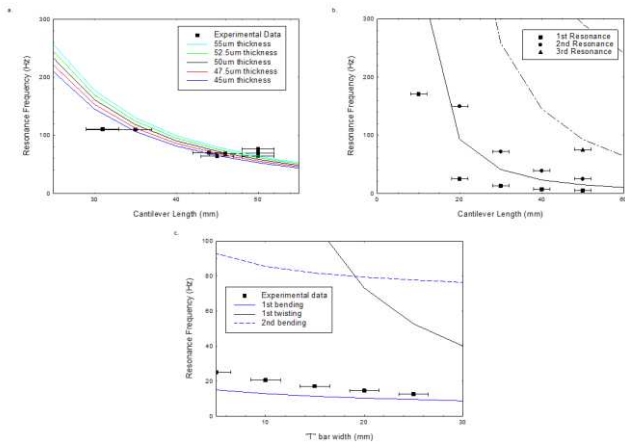 a.
300
200
100
0
Resonance Frequency (Hz)
30
40
50
Cantilever Length (mm)
Experimental Data
55um thickness
52.5um thickness
50um thickness
47.5um thickness
45um thickness
b.
300
200
100
0
Resonance Frequency (Hz)
0
20
40
60
Cantilever Length (mm)
1st Resonance
2nd Resonance
3rd Resonance
c.
100
80
60
40
20
0
Resonance Frequency (Hz)
10
20
30
"T" bar width (mm)
Experimental data
1st bending
1st twisting
2nd bending